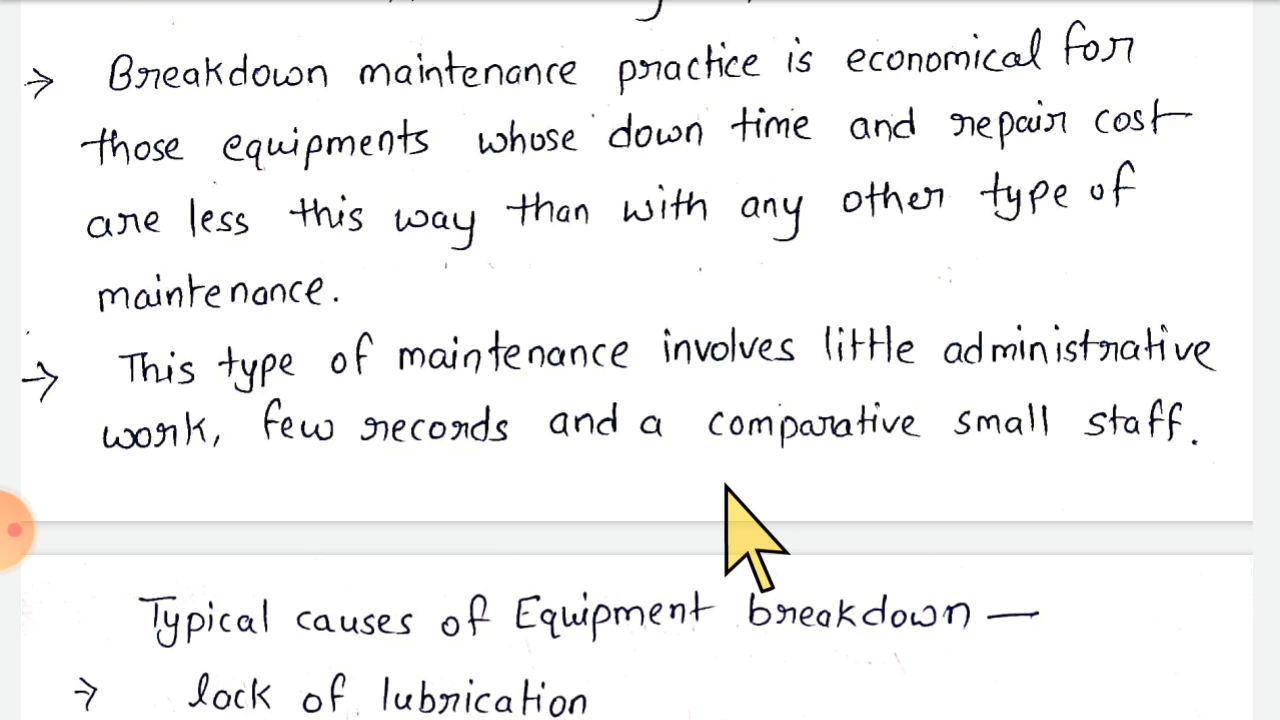 → Breakdown maintenance practice is economical for
those equipments whose down time and repair cost
are less this way than with any other type of
maintenance.
→ This type of maintenance involves little administrative
work, few records and a comparative small staff.
Typical causes of Equipment breakdown —
→ lack of lubrication